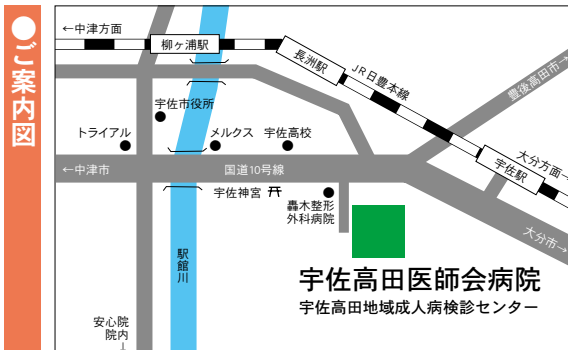 ●ご案内図
←中津方面
柳ヶ浦駅
長洲駅
JR日豊本線
豊後高田市→
宇佐市役所
トライアル
メルクス
宇佐高校
宇佐駅
大分方面→
←中津市
国道10号線
宇佐神宮
轟木整形
外科病院
大分市→
駅館川
宇佐高田医師会病院
宇佐高田地域成人病検診センター
安心院
院内
↓